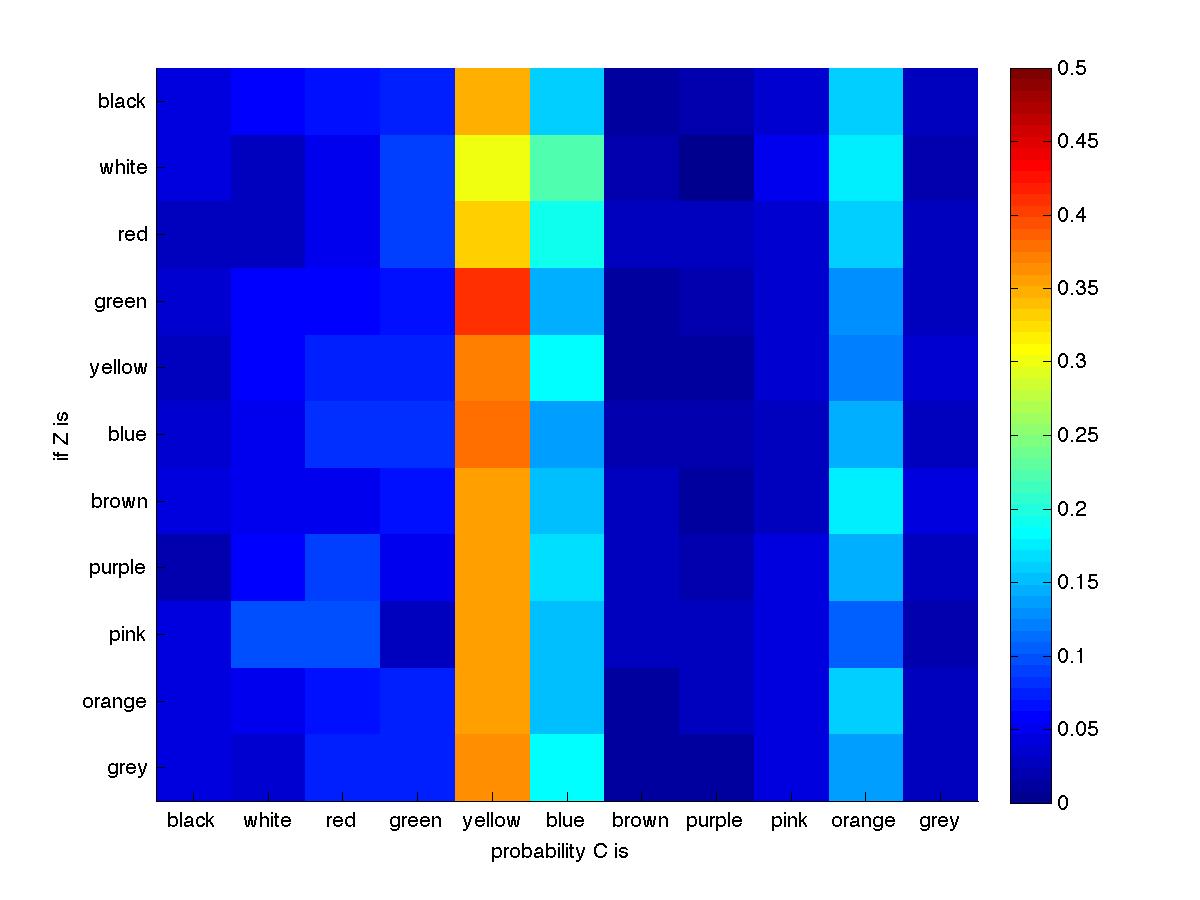 black
white
red
green
yellow
blue
brown
purple
pink
orange
grey
if Z is
black white red green yellow blue brown purple pink orange grey
probability C is
0.5
0.45
0.4
0.35
0.3
0.25
0.2
0.15
0.1
0.05
0